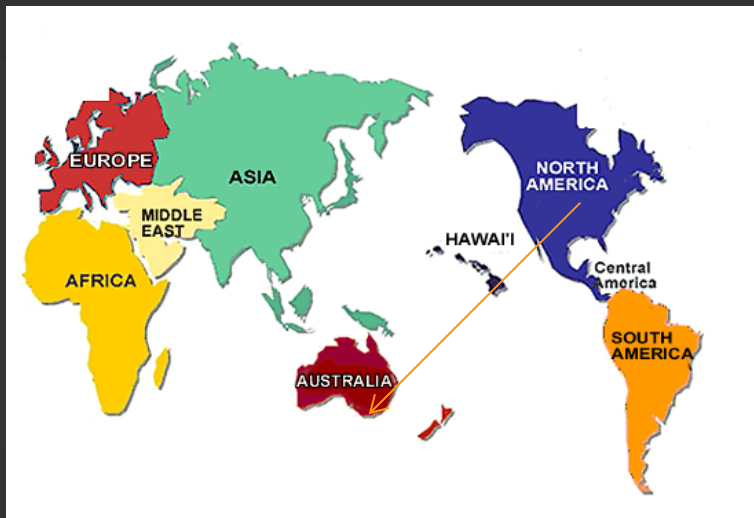 EUROPE
ASIA
NORTH
AMERICA
MIDDLE
EAST
HAWAI'I
AFRICA
Central
America
SOUTH
AMERICA
AUSTRALIA